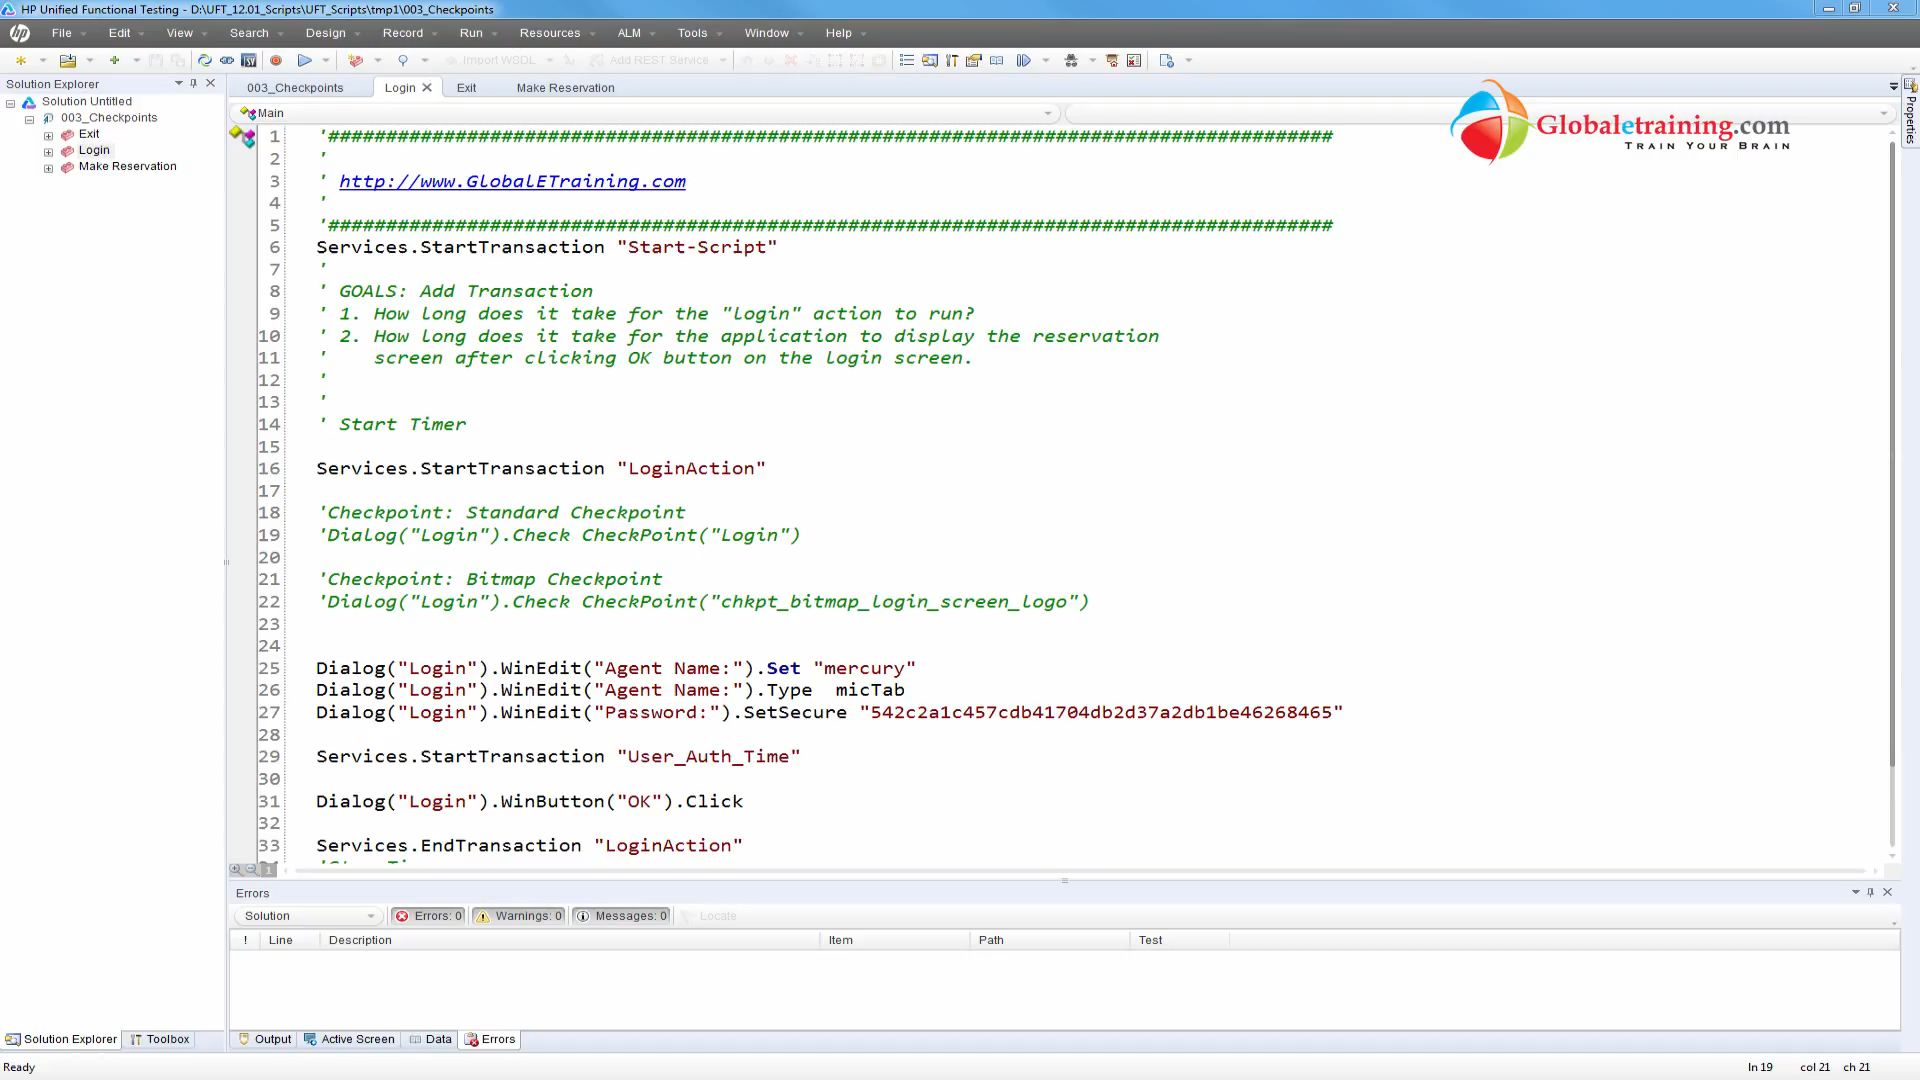 HP Unified Functional Testing - D:\UFT_12.01_Scripts\UFT_Scripts\tmp1\003_Checkpoints
File Edit View Search Design Record Run Resources ALM Tools Window Help
Import WSDL Add REST Service
Solution Explorer
Solution Untitled
003_Checkpoints
Exit
Login
Make Reservation
003_Checkpoints Login Exit Make Reservation
Main
Globaletraining.com
TRAIN YOUR BRAIN
Properties
1 '#######################################################################################
2 '
3 ' http://www.GlobalETraining.com
4 '
5 '#######################################################################################
6 Services.StartTransaction "Start-Script"
7 '
8 ' GOALS: Add Transaction
9 ' 1. How long does it take for the "login" action to run?
10 ' 2. How long does it take for the application to display the reservation
11 ' screen after clicking OK button on the login screen.
12 '
13 '
14 ' Start Timer
15
16 Services.StartTransaction "LoginAction"
17
18 'Checkpoint: Standard Checkpoint
19 'Dialog("Login").Check CheckPoint("Login")
20
21 'Checkpoint: Bitmap Checkpoint
22 'Dialog("Login").Check CheckPoint("chkpt_bitmap_login_screen_logo")
23
24
25 Dialog("Login").WinEdit("Agent Name:").Set "mercury"
26 Dialog("Login").WinEdit("Agent Name:").Type micTab
27 Dialog("Login").WinEdit("Password:").SetSecure "542c2a1c457cdb41704db2d37a2db1be46268465"
28
29 Services.StartTransaction "User_Auth_Time"
30
31 Dialog("Login").WinButton("OK").Click
32
33 Services.EndTransaction "LoginAction"
1
Errors
Solution Errors: 0 Warnings: 0 Messages: 0 Locate
! Line Description Item Path Test
Solution Explorer Toolbox Output Active Screen Data Errors
Ready ln 19 col 21 ch 21